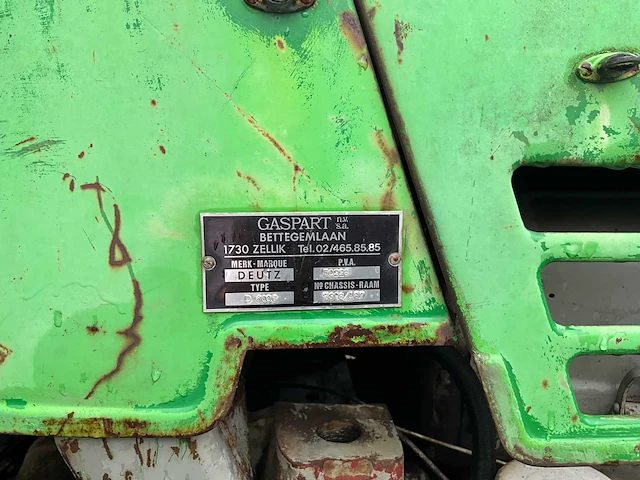 GASPART n.v. s.a.
BETTEGEMLAAN
1730 ZELLIK Tel. 02/465.85.85
MERK - MARQUE P.V.A.
DEUTZ
TYPE Nº CHASSIS - RAAM